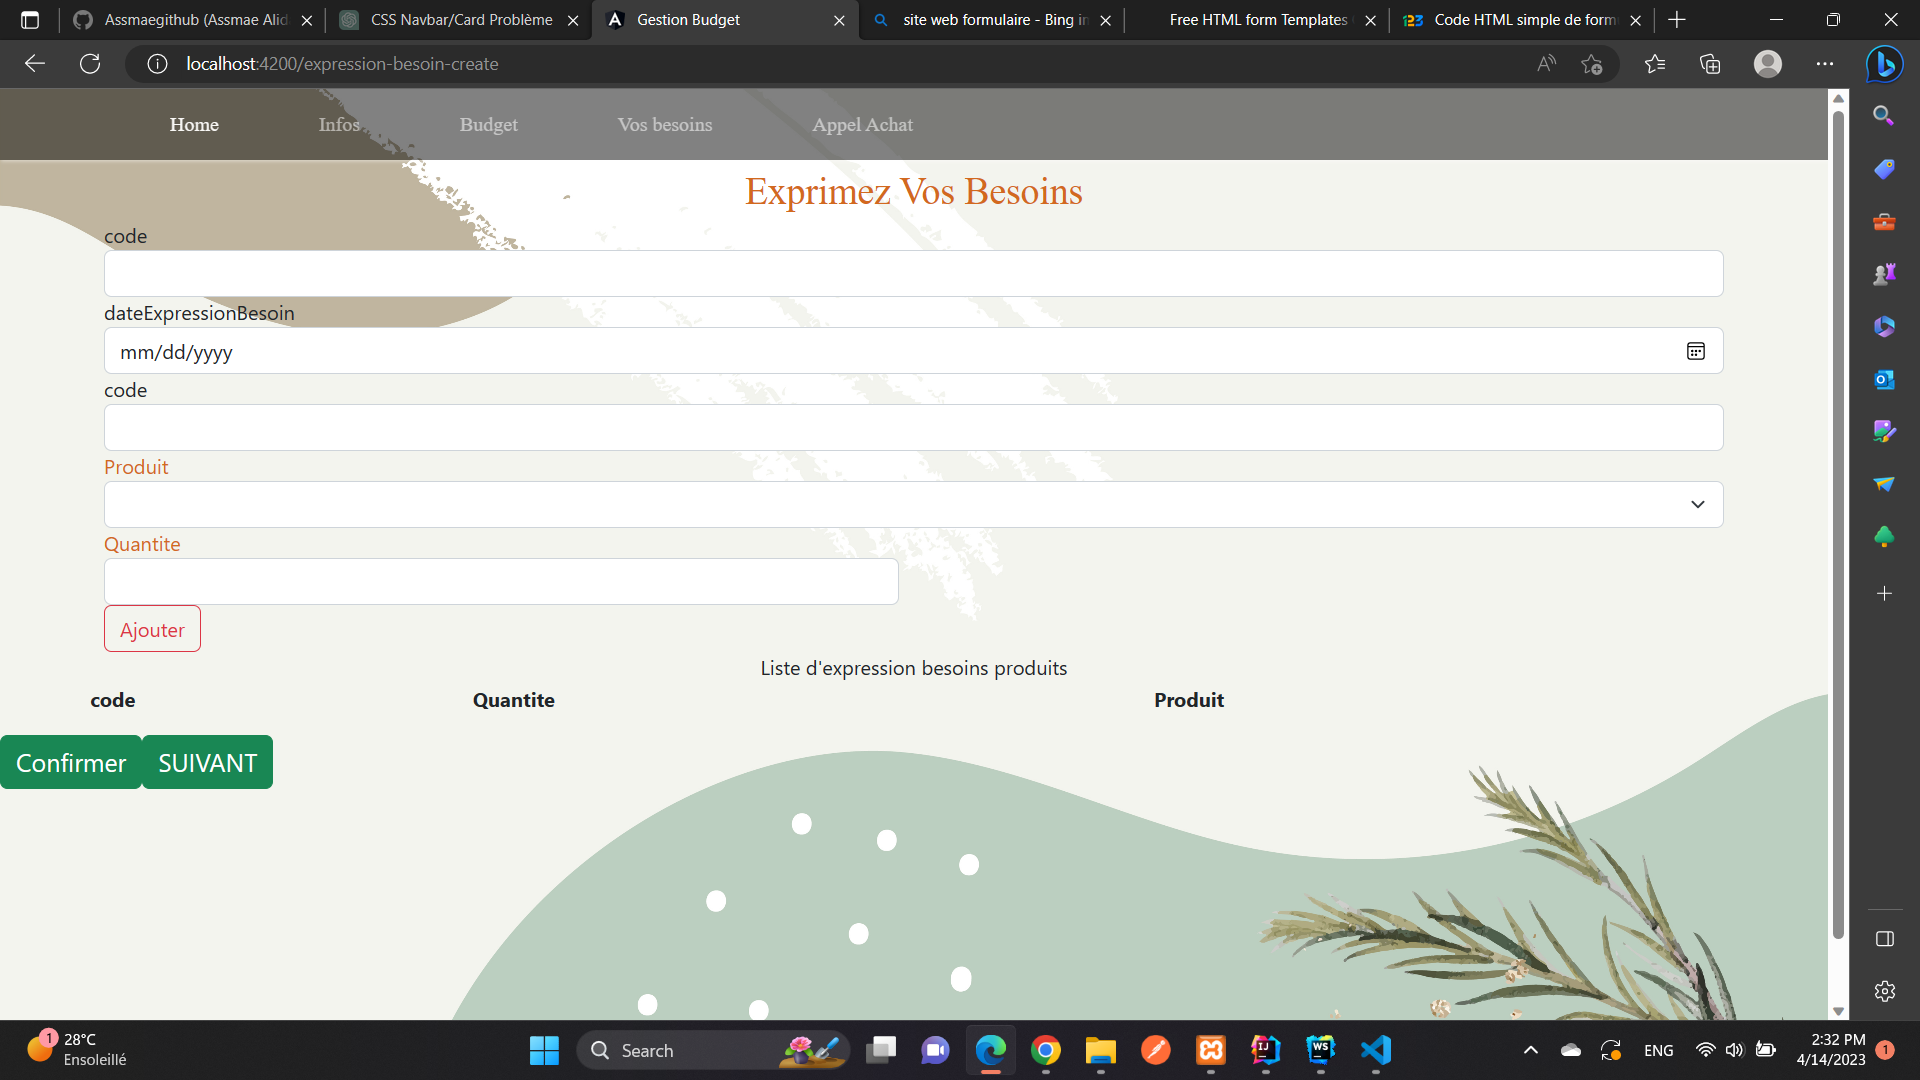 Assmaegithub (Assmae Alid
CSS Navbar/Card Problème
Gestion Budget
site web formulaire - Bing in
Free HTML form Templates
Code HTML simple de form
localhost:4200/expression-besoin-create
Home
Infos
Budget
Vos besoins
Appel Achat
Exprimez Vos Besoins
code
dateExpressionBesoin
mm/dd/yyyy
code
Produit
Quantite
Ajouter
Liste d'expression besoins produits
code Quantite Produit
Confirmer SUIVANT
1
28°C
Ensoleillé
Search
ENG
2:32 PM
4/14/2023
1